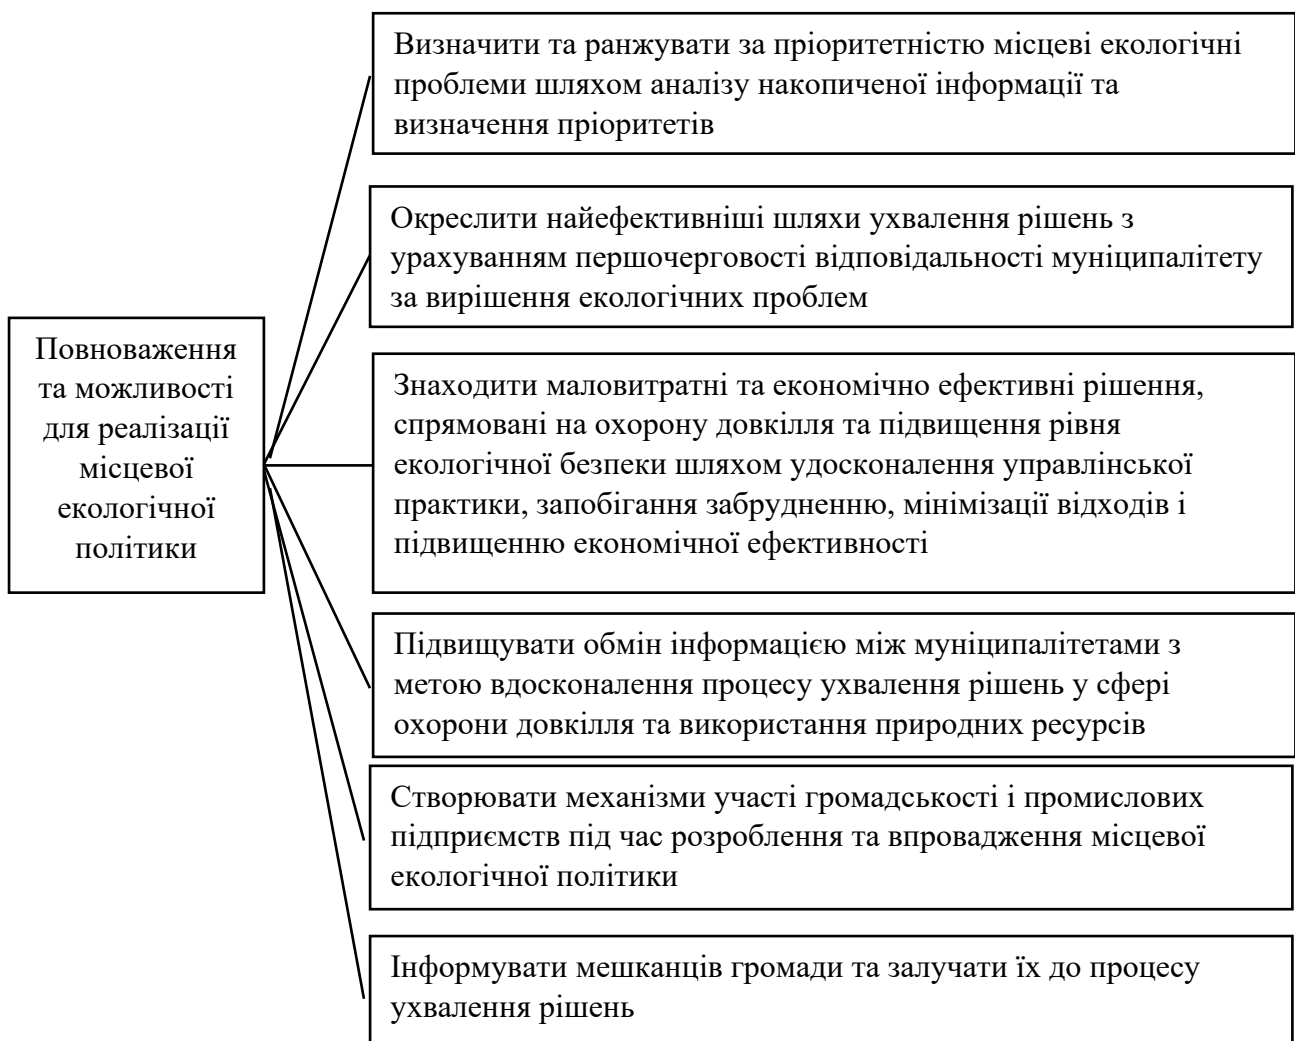 Визначити та ранжувати за пріоритетністю місцеві екологічні
проблеми шляхом аналізу накопиченої інформації та
визначення пріоритетів
Окреслити найефективніші шляхи ухвалення рішень з
урахуванням першочерговості відповідальності муніципалітету
за вирішення екологічних проблем
Повноваження
та можливості
для реалізації
місцевої
екологічної
політики
Знаходити маловитратні та економічно ефективні рішення,
спрямовані на охорону довкілля та підвищення рівня
екологічної безпеки шляхом удосконалення управлінської
практики, запобігання забрудненню, мінімізації відходів і
підвищенню економічної ефективності
Підвищувати обмін інформацією між муніципалітетами з
метою вдосконалення процесу ухвалення рішень у сфері
охорони довкілля та використання природних ресурсів
Створювати механізми участі громадськості і промислових
підприємств під час розроблення та впровадження місцевої
екологічної політики
Інформувати мешканців громади та залучати їх до процесу
ухвалення рішень